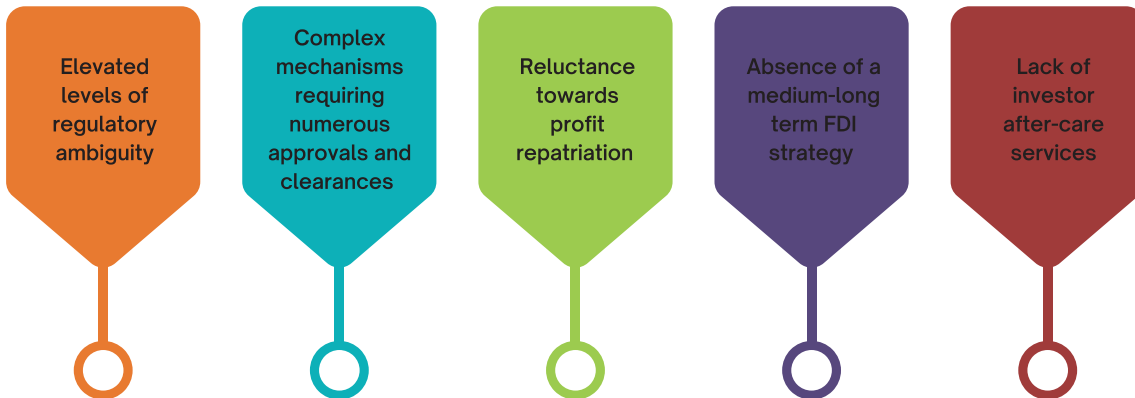 Elevated
levels of
regulatory
ambiguity
Complex
mechanisms
requiring
numerous
approvals and
clearances
Reluctance
towards
profit
repatriation
Absence of a
medium-long
term FDI
strategy
Lack of
investor
after-care
services